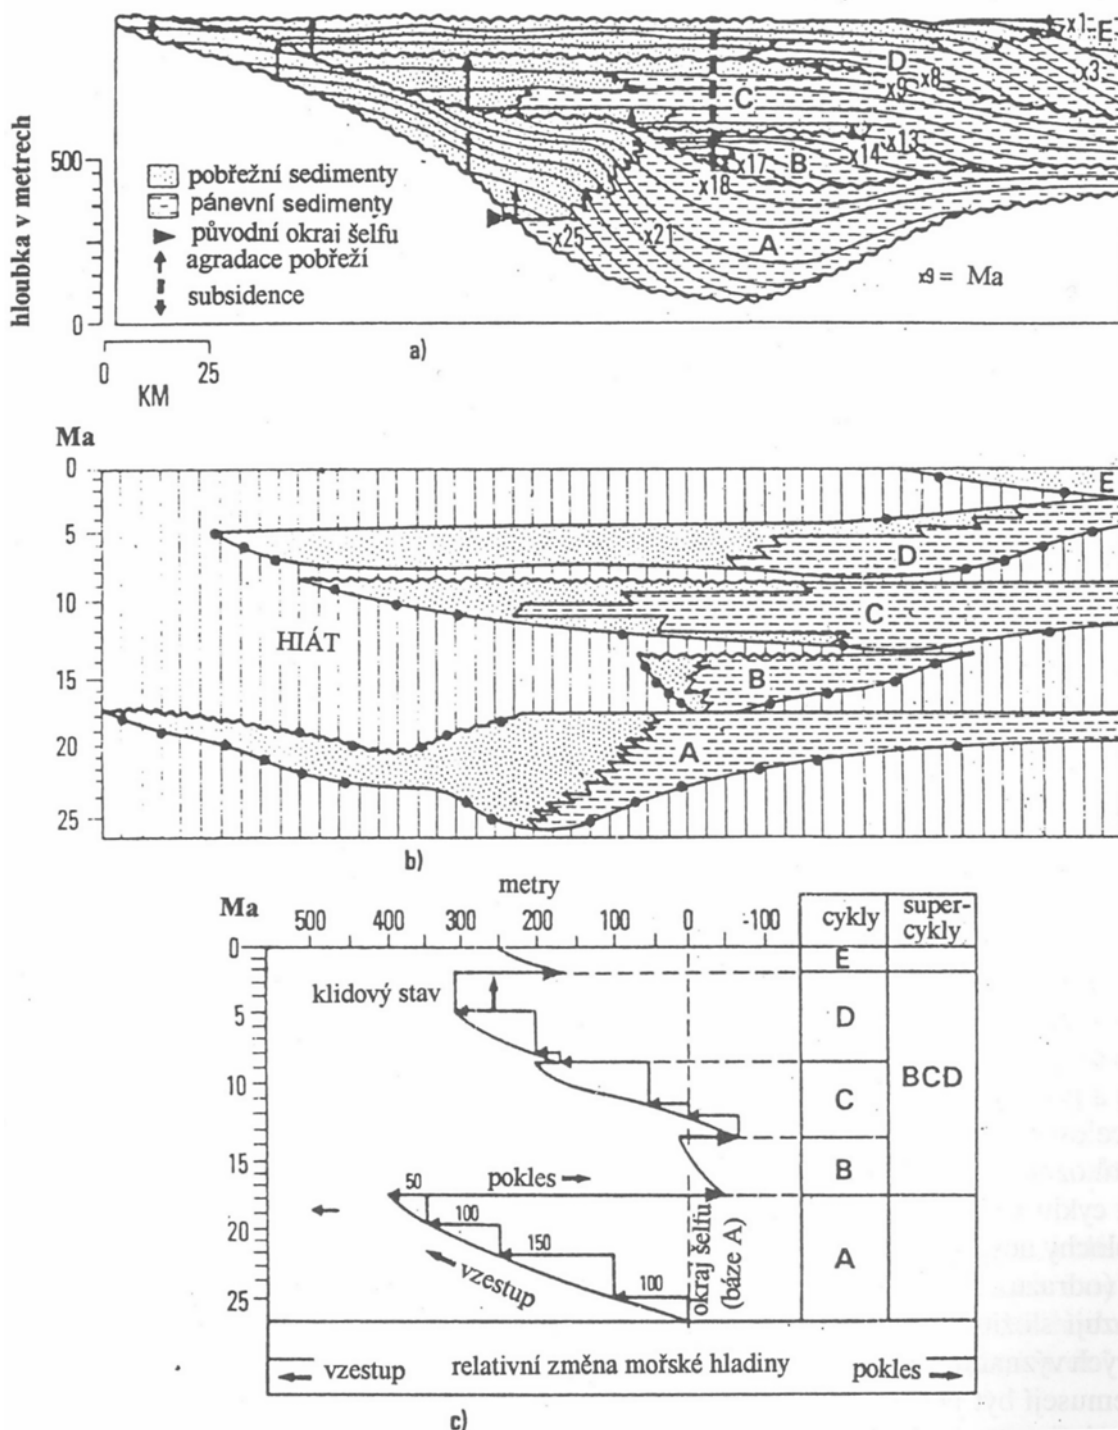 x1
E
D
x8
x3
x9
C
x13
x14
x17
B
x18
x21
x25
A
hloubka v metrech
500
0
pobřežní sedimenty
pánevní sedimenty
původní okraj šelfu
agradace pobřeží
subsidence
x9 = Ma
a)
0 25
KM
Ma
0
5
10
15
20
25
E
D
C
HIÁT
B
A
b)
metry
Ma
500 400 300 200 100 0 -100
cykly
super-
cykly
0
5
10
15
20
25
E
klidový stav
D
BCD
C
B
pokles
50
100
150
100
vzestup
okraj šelfu
(báze A)
A
vzestup relativní změna mořské hladiny pokles
c)